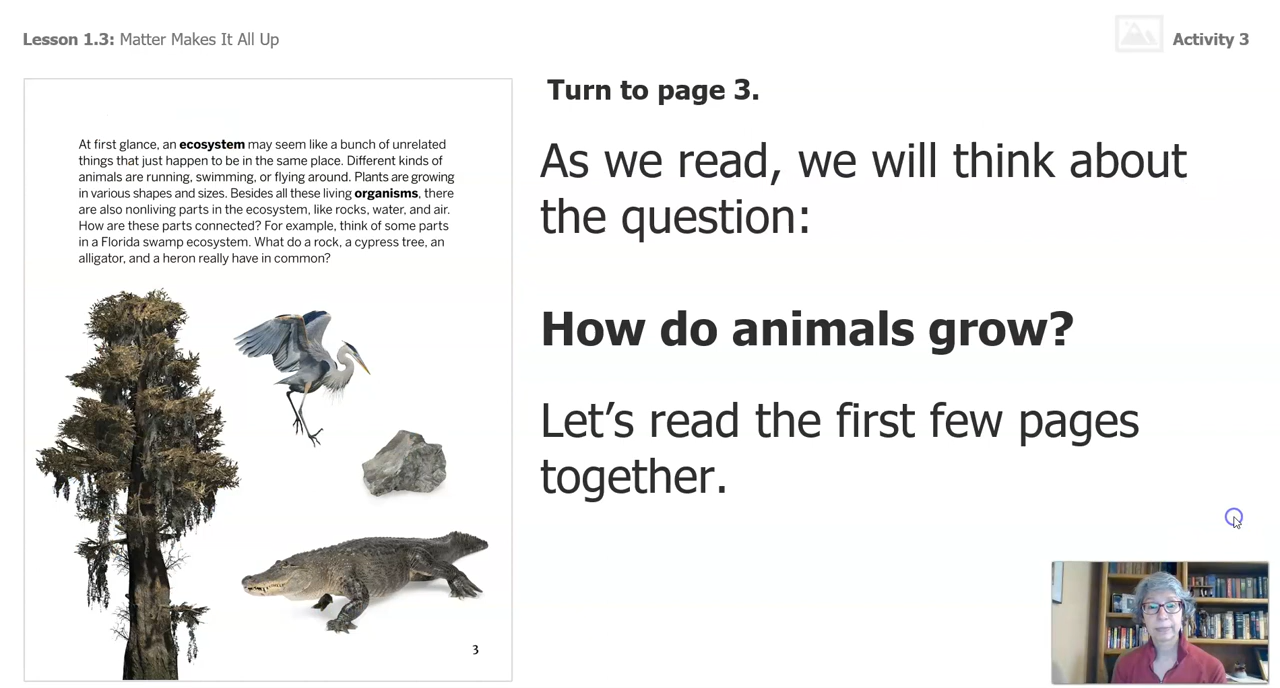 Lesson 1.3: Matter Makes It All Up
Activity 3
At first glance, an ecosystem may seem like a bunch of unrelated
things that just happen to be in the same place. Different kinds of
animals are running, swimming, or flying around. Plants are growing
in various shapes and sizes. Besides all these living organisms, there
are also nonliving parts in the ecosystem, like rocks, water, and air.
How are these parts connected? For example, think of some parts
in a Florida swamp ecosystem. What do a rock, a cypress tree, an
alligator, and a heron really have in common?
3
Turn to page 3.
As we read, we will think about
the question:
How do animals grow?
Let's read the first few pages
together.